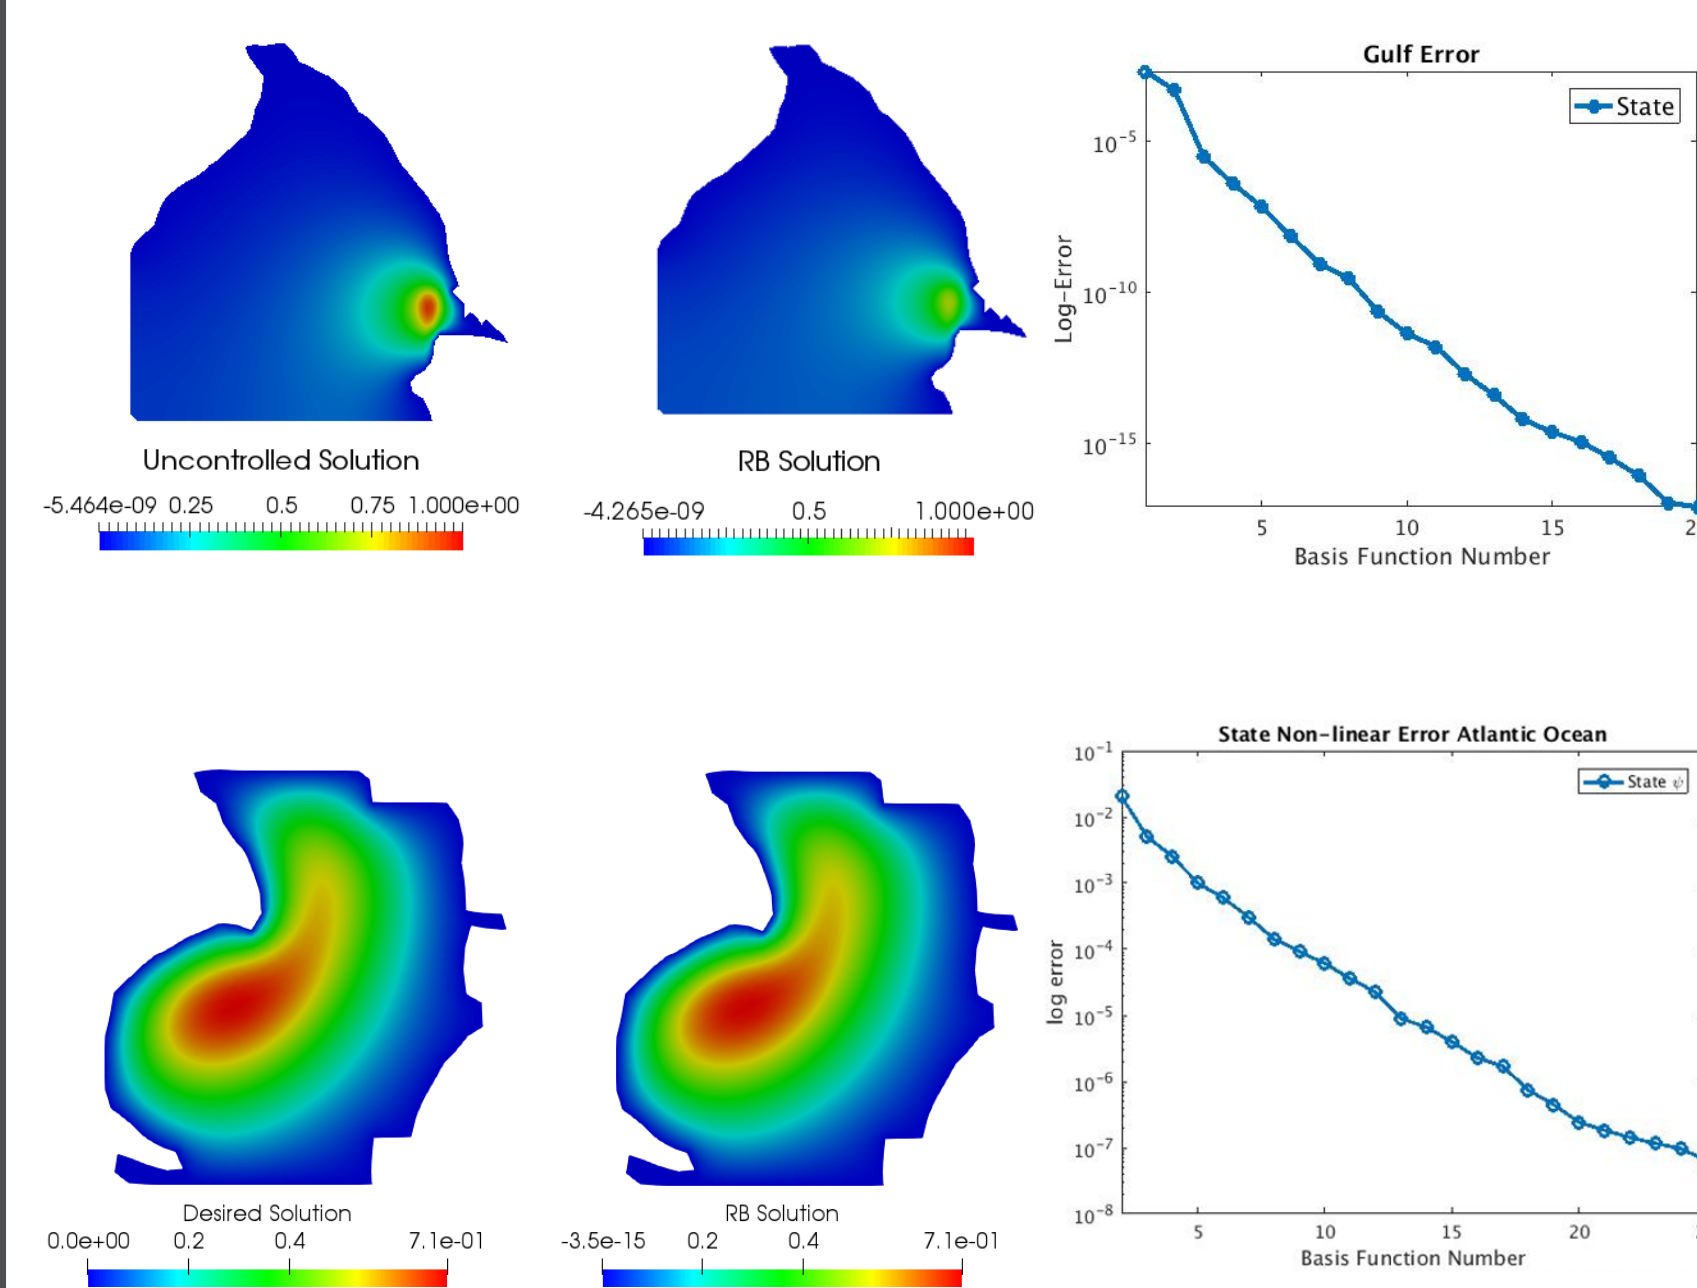 Uncontrolled Solution
-5.464e-09 0.25 0.5 0.75 1.000e+00
RB Solution
-4.265e-09 0.5 1.000e+00
Gulf Error
State
10-5
10-10
10-15
Log-Error
5 10 15 2
Basis Function Number
Desired Solution
0.0e+00 0.2 0.4 7.1e-01
RB Solution
-3.5e-15 0.2 0.4 7.1e-01
State Non-linear Error Atlantic Ocean
State ψ
10-1
10-2
10-3
10-4
10-5
10-6
10-7
10-8
log error
5 10 15 20
Basis Function Number